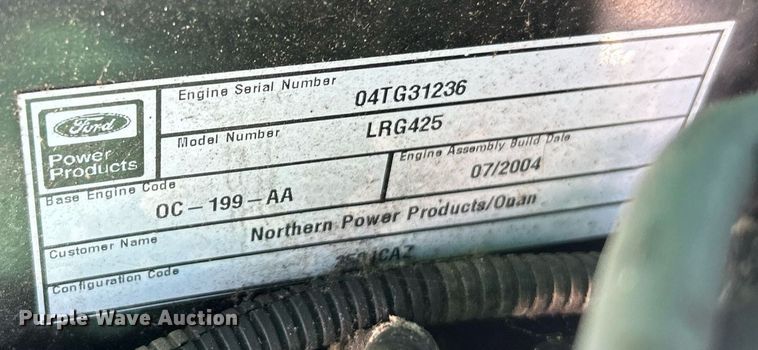 Ford
Power
Products
Engine Serial Number
04TG31236
Model Number LRG425
Base Engine Code
OC-199-AA
Engine Assembly Build Date
07/2004
Customer Name Northern Power Products/Onan
Configuration Code
Purple Wave Auction